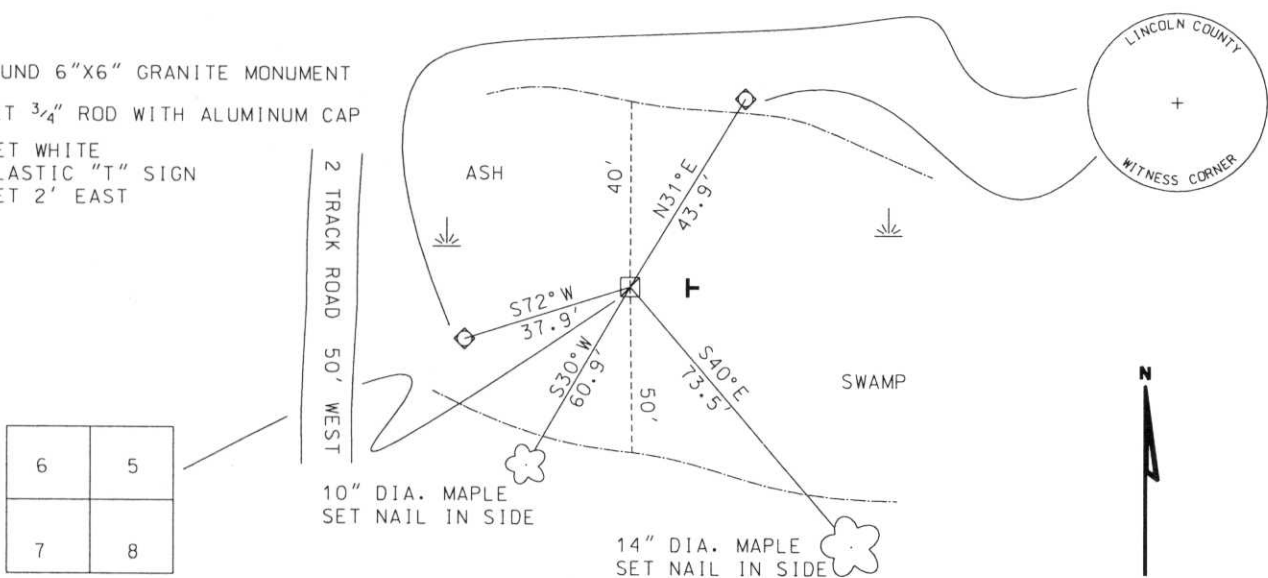 UND 6"X6" GRANITE MONUMENT
T 3/4" ROD WITH ALUMINUM CAP
ET WHITE
LASTIC "T" SIGN
ET 2' EAST
LINCOLN COUNTY
WITNESS CORNER
2 TRACK ROAD 50' WEST
ASH
40'
N31°E
43.9'
S72°W
37.9'
S30°W
60.9'
50'
S40°E
73.5'
T
SWAMP
N
6 5
7 8
10" DIA. MAPLE
SET NAIL IN SIDE
14" DIA. MAPLE
SET NAIL IN SIDE